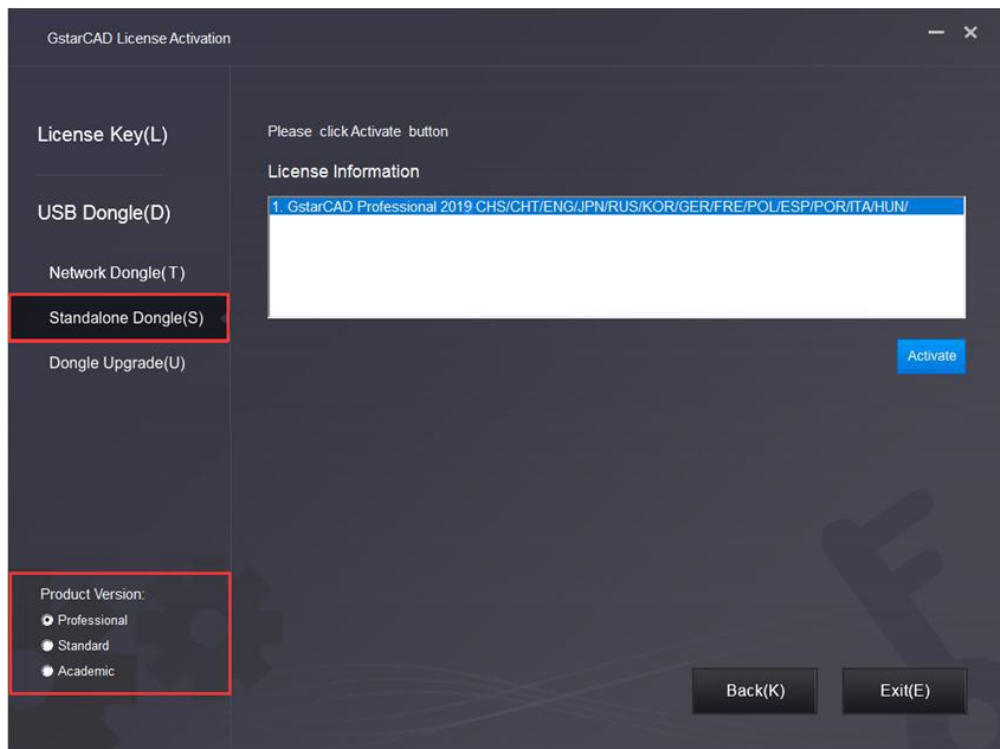 GstarCAD License Activation
License Key(L)
USB Dongle(D)
Network Dongle(T)
Standalone Dongle(S)
Dongle Upgrade(U)
Product Version:
Professional
Standard
Academic
Please click Activate button
License Information
1. GstarCAD Professional 2019 CHS/CHT/ENG/JPN/RUS/KOR/GER/FRE/POL/ESP/POR/ITA/HUN/
Activate
Back(K)
Exit(E)